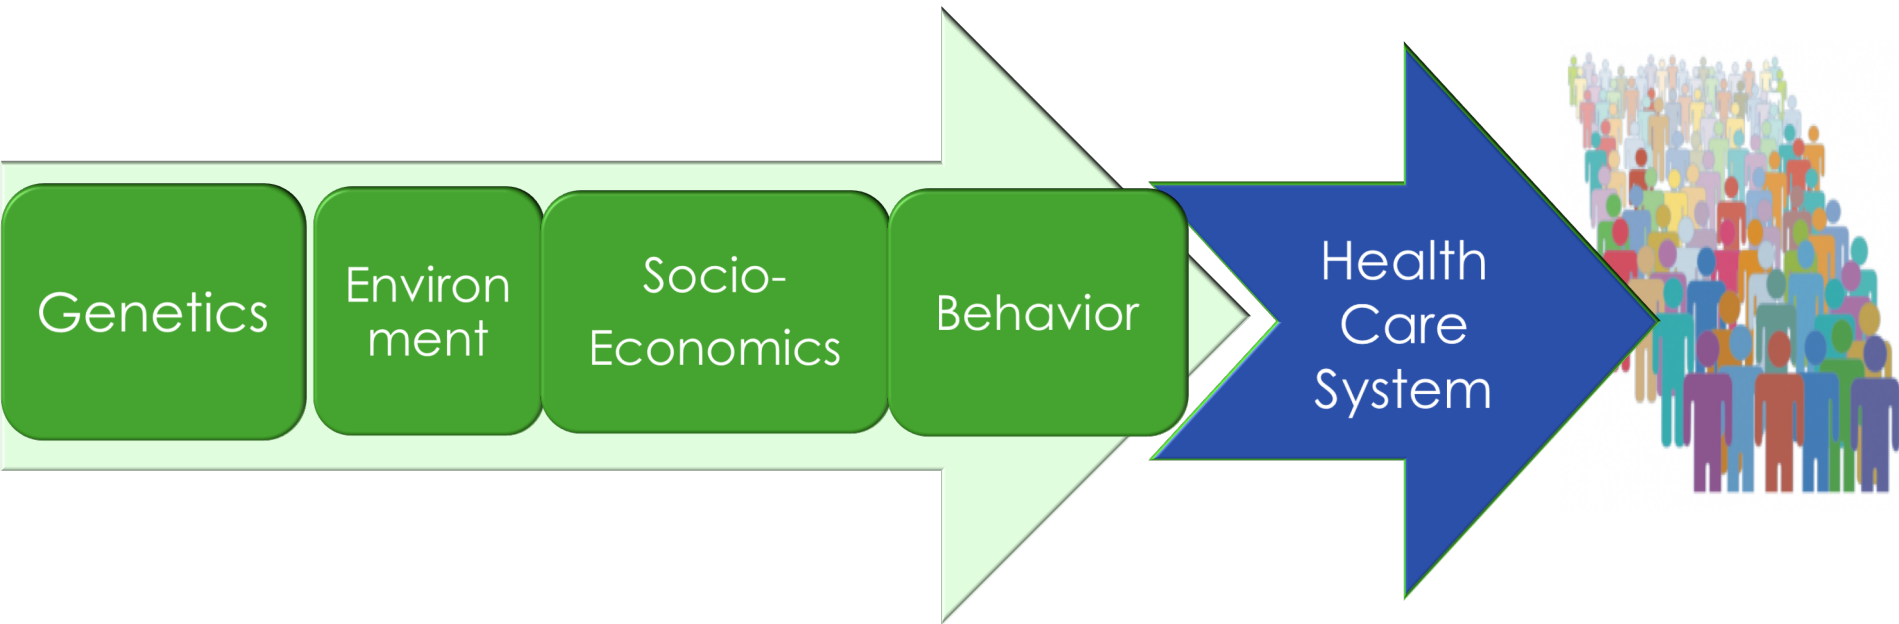 Genetics
Environ
ment
Socio-
Economics
Behavior
Health
Care
System